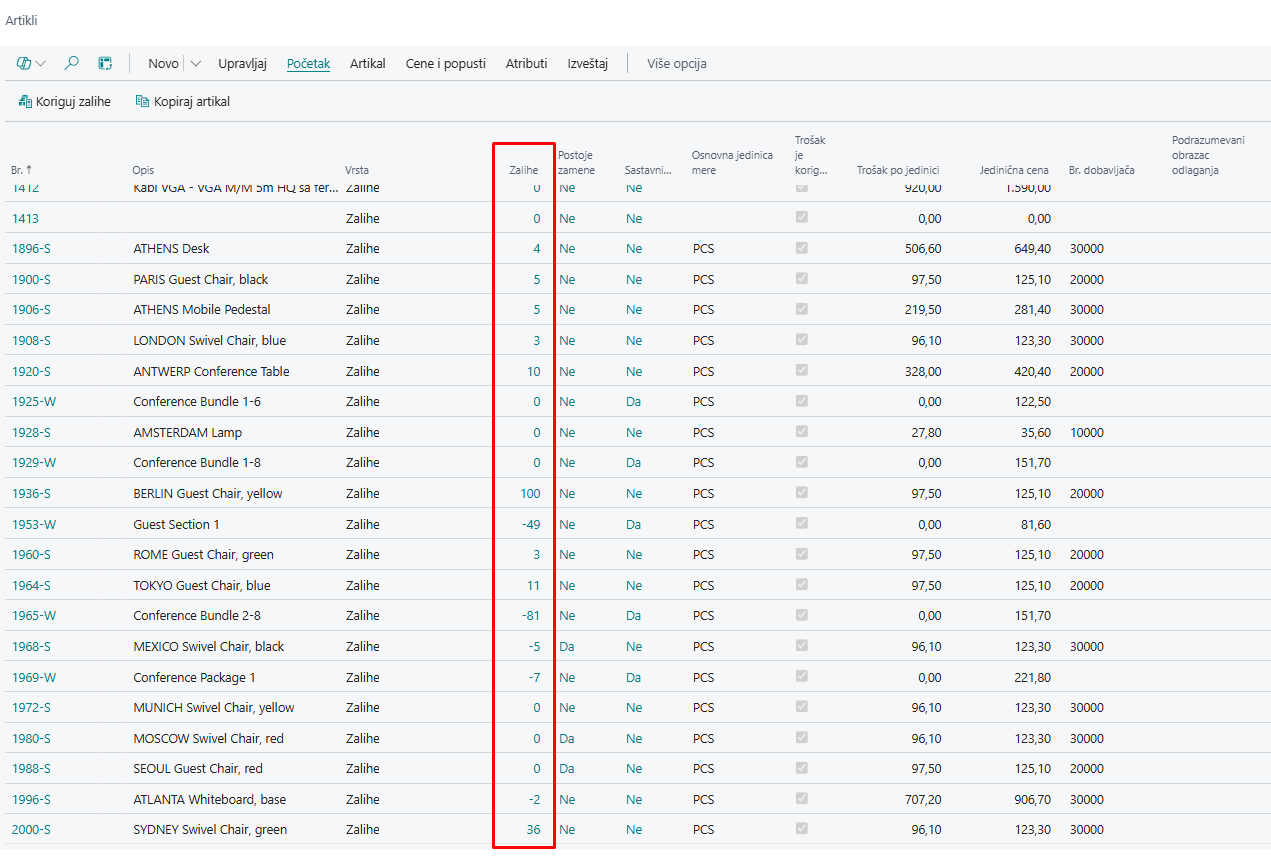 Artikli
Novo Upravljaj Početak Artikal Cene i popusti Atributi Izveštaj Više opcija
Koriguj zalihe Kopiraj artikal
Br. ↑ Opis Vrsta Zalihe Postoje zamene Sastavni... Osnovna jedinica mere Trošak je korig... Trošak po jedinici Jedinična cena Br. dobavljača Podrazumevani obrazac odlaganja
1412 Kabl VGA - VGA M/M 5m HQ sa fer... Zalihe 0 Ne Ne 920,00 1.590,00
1413 Zalihe 0 Ne Ne 0,00 0,00
1896-S ATHENS Desk Zalihe 4 Ne Ne PCS 506,60 649,40 30000
1900-S PARIS Guest Chair, black Zalihe 5 Ne Ne PCS 97,50 125,10 20000
1906-S ATHENS Mobile Pedestal Zalihe 5 Ne Ne PCS 219,50 281,40 30000
1908-S LONDON Swivel Chair, blue Zalihe 3 Ne Ne PCS 96,10 123,30 30000
1920-S ANTWERP Conference Table Zalihe 10 Ne Ne PCS 328,00 420,40 20000
1925-W Conference Bundle 1-6 Zalihe 0 Ne Da PCS 0,00 122,50
1928-S AMSTERDAM Lamp Zalihe 0 Ne Ne PCS 27,80 35,60 10000
1929-W Conference Bundle 1-8 Zalihe 0 Ne Da PCS 0,00 151,70
1936-S BERLIN Guest Chair, yellow Zalihe 100 Ne Ne PCS 97,50 125,10 20000
1953-W Guest Section 1 Zalihe -49 Ne Da PCS 0,00 81,60
1960-S ROME Guest Chair, green Zalihe 3 Ne Ne PCS 97,50 125,10 20000
1964-S TOKYO Guest Chair, blue Zalihe 11 Ne Ne PCS 97,50 125,10 20000
1965-W Conference Bundle 2-8 Zalihe -81 Ne Da PCS 0,00 151,70
1968-S MEXICO Swivel Chair, black Zalihe -5 Da Ne PCS 96,10 123,30 30000
1969-W Conference Package 1 Zalihe -7 Ne Da PCS 0,00 221,80
1972-S MUNICH Swivel Chair, yellow Zalihe 0 Ne Ne PCS 96,10 123,30 30000
1980-S MOSCOW Swivel Chair, red Zalihe 0 Da Ne PCS 96,10 123,30 30000
1988-S SEOUL Guest Chair, red Zalihe 0 Da Ne PCS 97,50 125,10 20000
1996-S ATLANTA Whiteboard, base Zalihe -2 Ne Ne PCS 707,20 906,70 30000
2000-S SYDNEY Swivel Chair, green Zalihe 36 Ne Ne PCS 96,10 123,30 30000